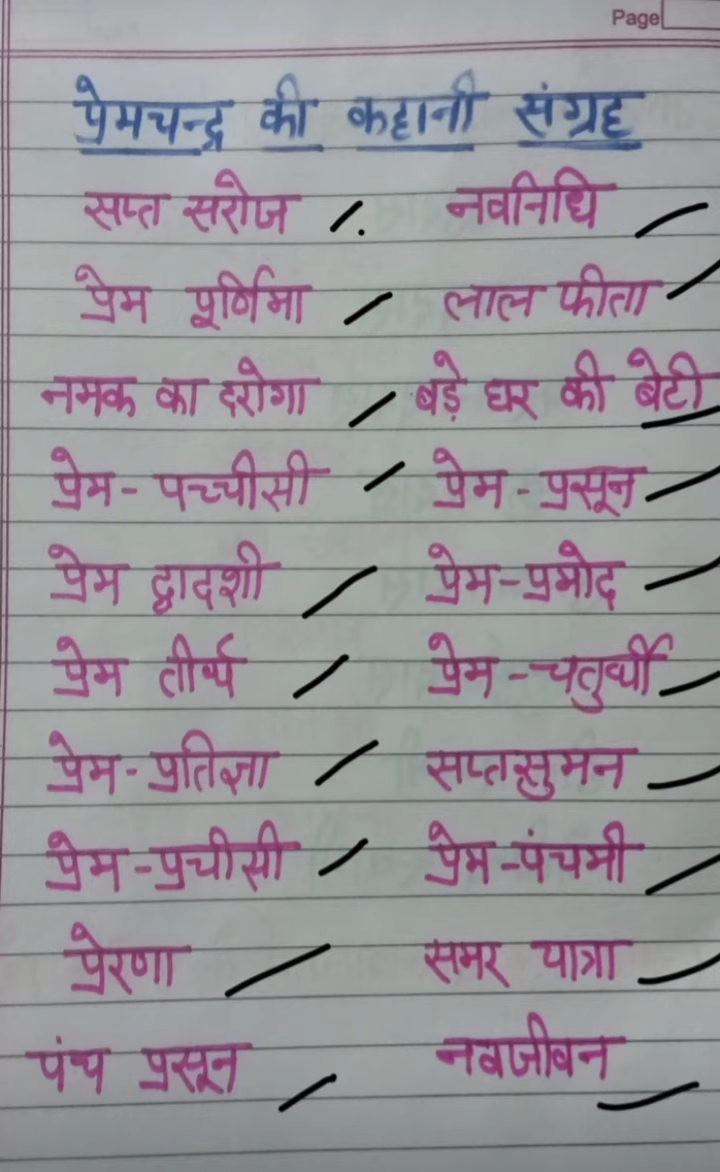 Page
प्रेमचन्द्र की कहानी संग्रह
सप्त सरोज नवनिधि
प्रेम पूर्णिमा लाल फीता
नमक का दरोगा बड़े घर की बेटी
प्रेम - पच्चीसी प्रेम - प्रसून
प्रेम द्वादशी प्रेम-प्रमोद
प्रेम तीर्थ प्रेम -चतुर्थी
प्रेम- प्रतिज्ञा सप्तसुमन
प्रेम -प्रचीसी प्रेम -पंचमी
प्रेरणा समर यात्रा
पंच प्रसून नवजीवन